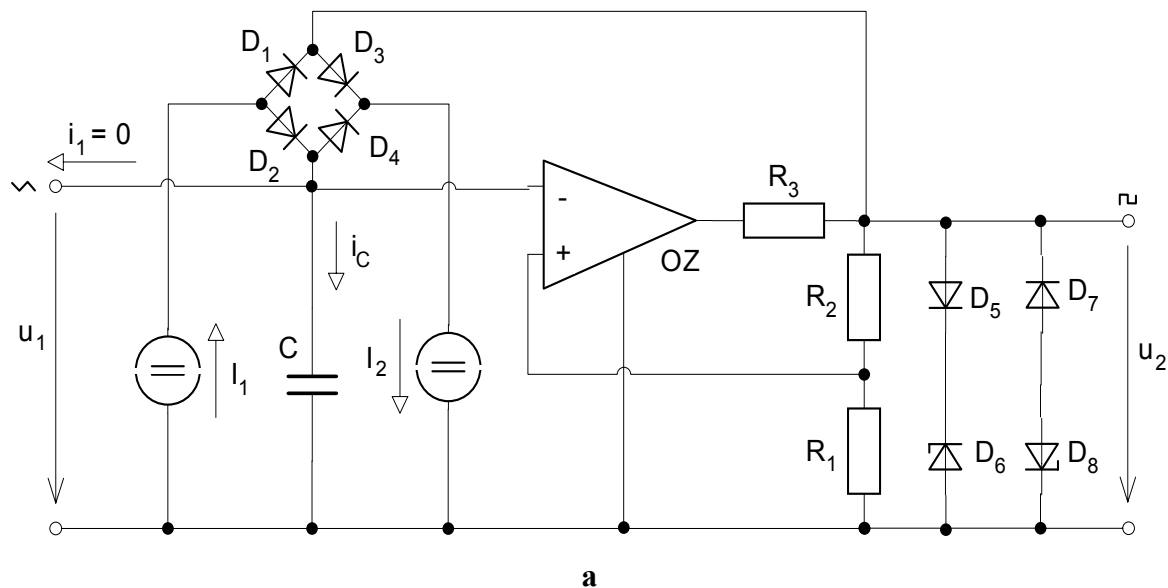 D1 D3
i1 = 0
D2 D4
- R3
+ OZ
iC
R2 D5 D7
u1 C I2 u2
I1
R1 D6 D8
a